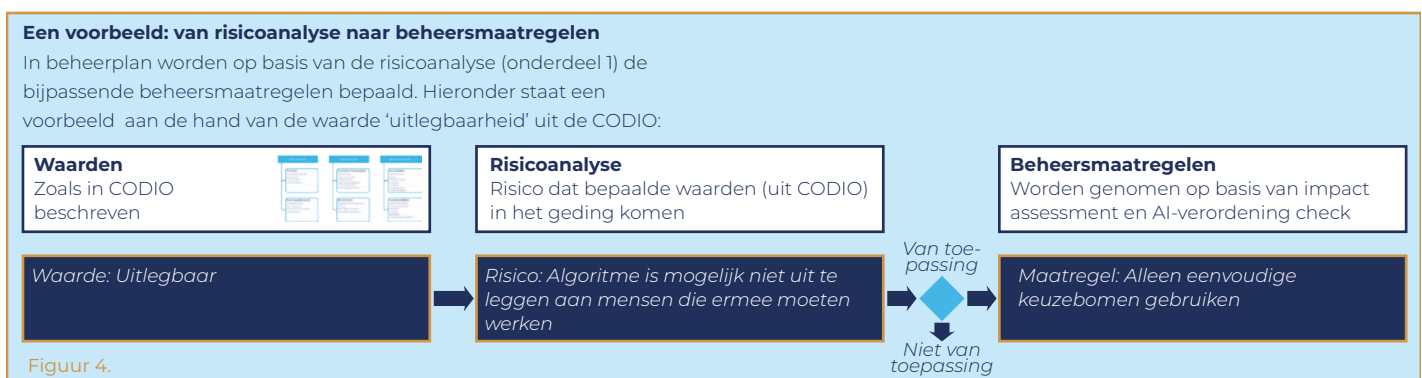 Een voorbeeld: van risicoanalyse naar beheersmaatregelen
In beheerplan worden op basis van de risicoanalyse (onderdeel 1) de
bijpassende beheersmaatregelen bepaald. Hieronder staat een
voorbeeld aan de hand van de waarde ‘uitlegbaarheid’ uit de CODIO:
Waarden
Zoals in CODIO
beschreven
Risicoanalyse
Risico dat bepaalde waarden (uit CODIO)
in het geding komen
Beheersmaatregelen
Worden genomen op basis van impact
assessment en AI-verordening check
Waarde: Uitlegbaar
Risico: Algoritme is mogelijk niet uit te
leggen aan mensen die ermee moeten
werken
Van toe-
passing
Niet van
toepassing
Maatregel: Alleen eenvoudige
keuzebomen gebruiken
Figuur 4.